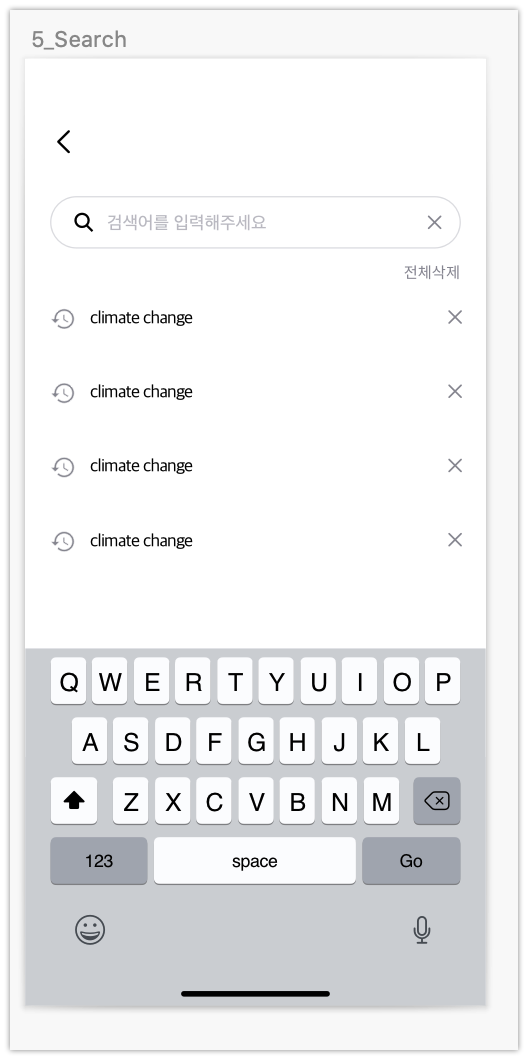 5_Search
검색어를 입력해주세요
전체삭제
climate change
climate change
climate change
climate change
Q W E R T Y U I O P
A S D F G H J K L
Z X C V B N M
123 space Go